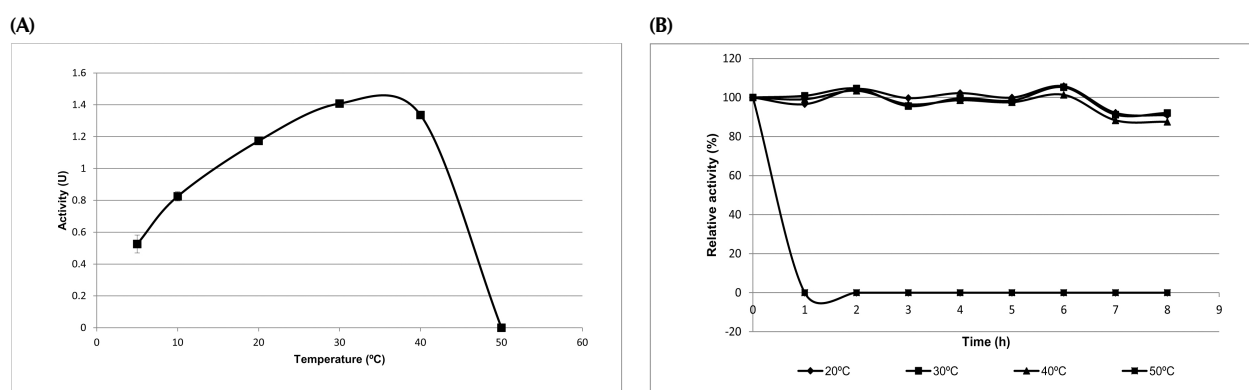 (A)
1.6
1.4
1.2
1
0.8
0.6
0.4
0.2
0
Activity (U)
0 10 20 30 40 50 60
Temperature (ºC)
(B)
120
100
80
60
40
20
0
-20
Relative activity (%)
0 1 2 3 4 5 6 7 8 9
Time (h)
20ºC 30ºC 40ºC 50ºC